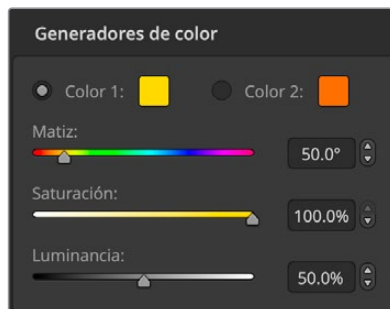 Generadores de color
Color 1: Color 2:
Matiz:
50.0°
Saturación:
100.0%
Luminancia:
50.0%